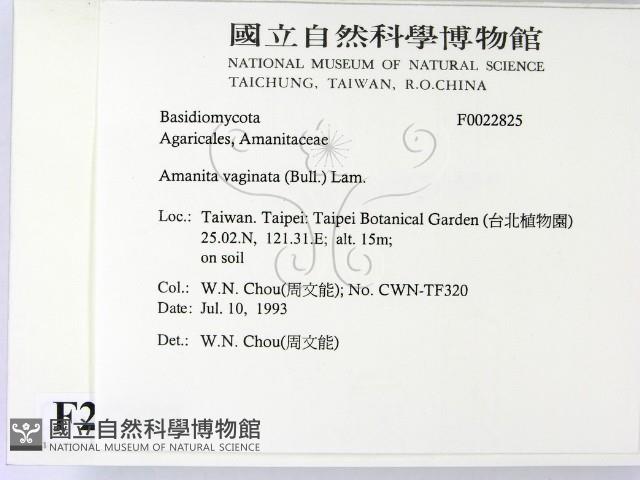 國立自然科學博物館
NATIONAL MUSEUM OF NATURAL SCIENCE
TAICHUNG, TAIWAN, R.O.CHINA
Basidiomycota F0022825
Agaricales, Amanitaceae
Amanita vaginata (Bull.) Lam.
Loc.: Taiwan. Taipei: Taipei Botanical Garden (台北植物園)
25.02.N, 121.31.E; alt. 15m;
on soil
Col.: W.N. Chou(周文能); No. CWN-TF320
Date: Jul. 10, 1993
Det.: W.N. Chou(周文能)
F2
國立自然科學博物館
NATIONAL MUSEUM OF NATURAL SCIENCE